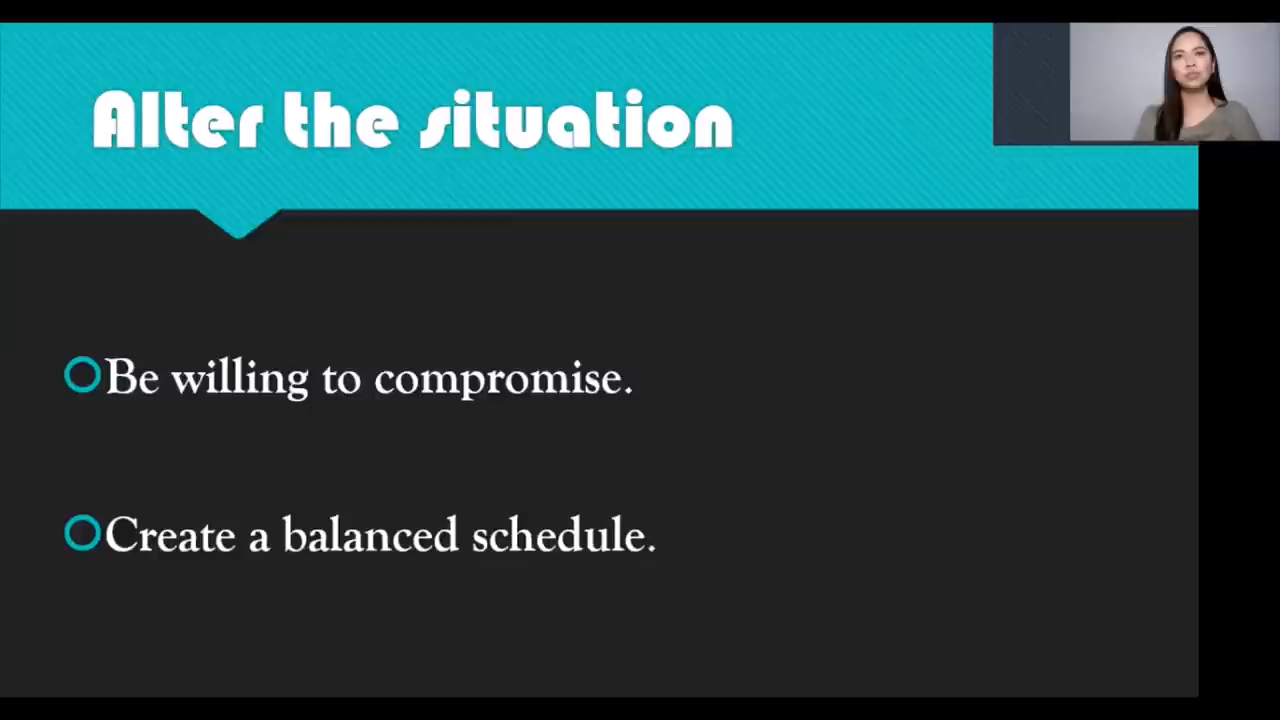 Alter the situation
Be willing to compromise.
Create a balanced schedule.